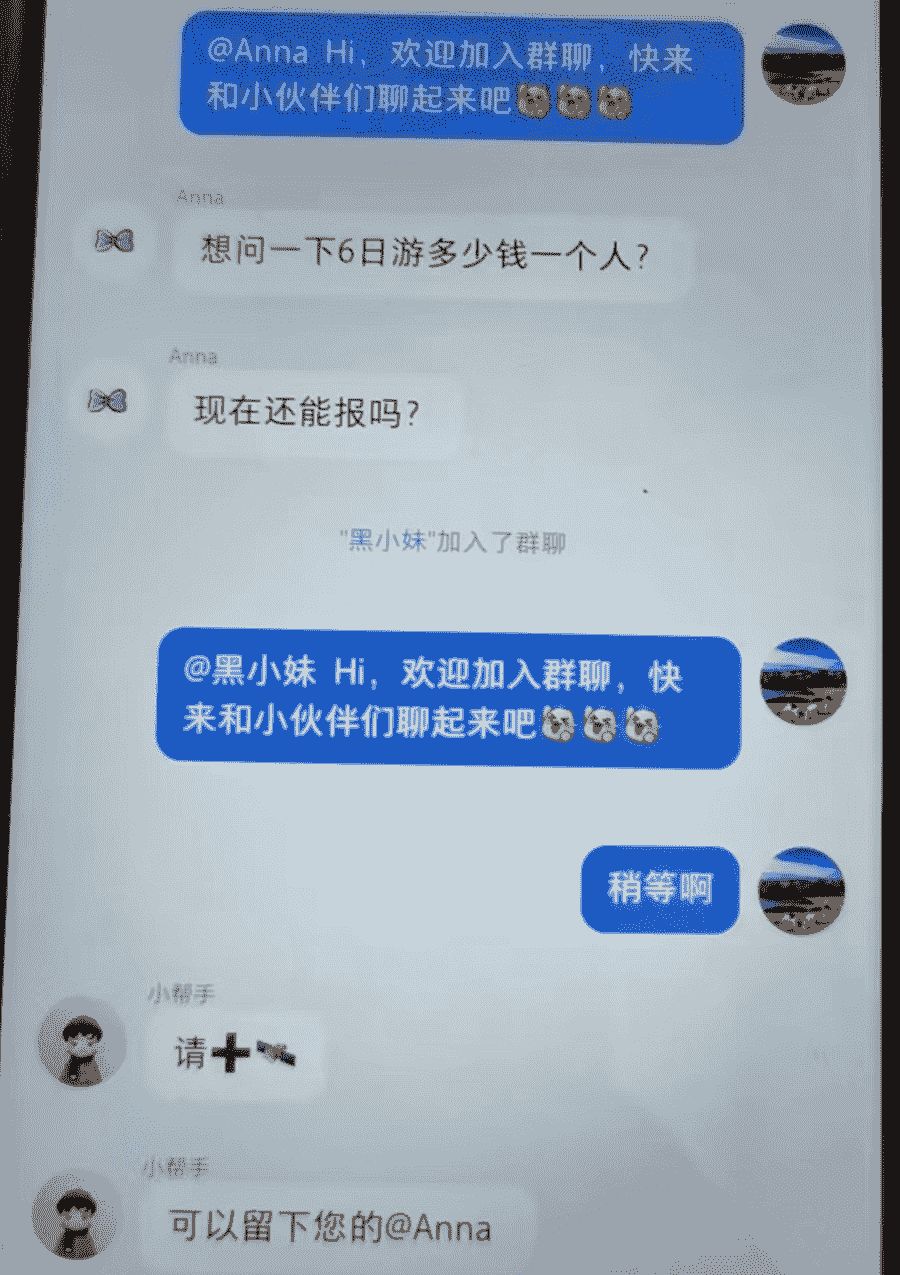 @Anna Hi，欢迎加入群聊，快来
和小伙伴们聊起来吧
Anna
想问一下6日游多少钱一个人？
Anna
现在还能报吗？
"黑小妹"加入了群聊
@黑小妹 Hi，欢迎加入群聊，快
来和小伙伴们聊起来吧
稍等啊
小帮手
请➕🛰
小帮手
可以留下您的@Anna